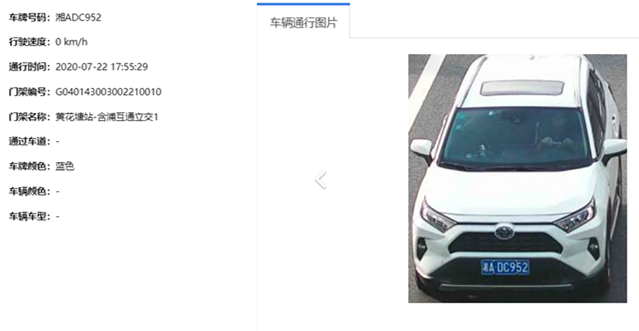 车牌号码：湘ADC952
行驶速度：0 km/h
通行时间：2020-07-22 17:55:29
门架编号：G040143003002210010
门架名称：黄花塘站-含浦互通立交1
通过车道：-
车牌颜色：蓝色
车辆颜色：-
车辆车型：-
车辆通行图片
湘A DC952